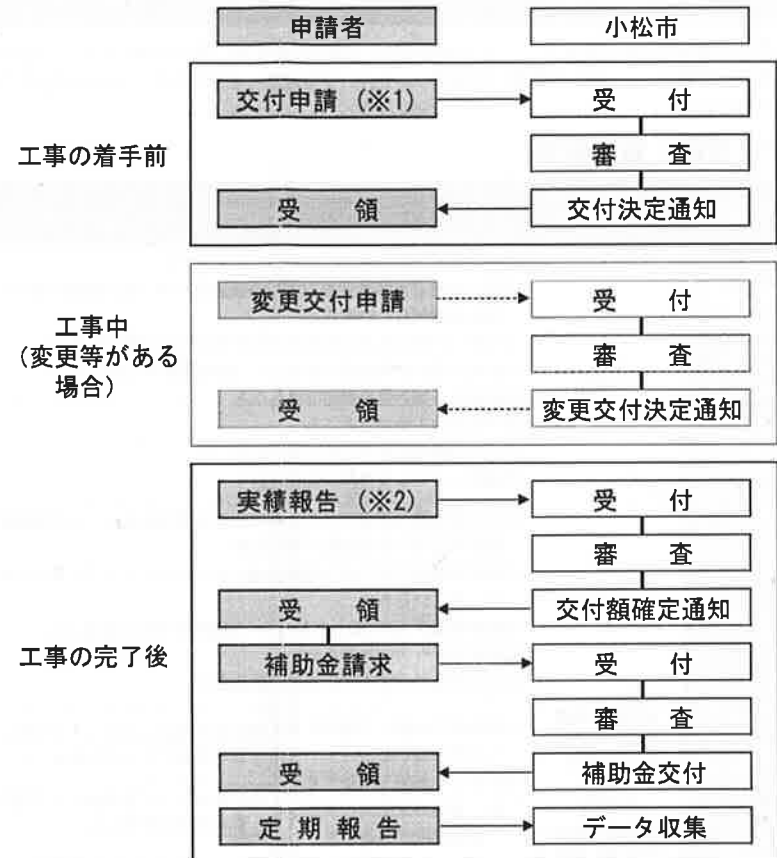 申請者 小松市
交付申請（※1） 受 付
工事の着手前 審 査
受 領 交付決定通知
変更交付申請 受 付
工事中
（変更等がある
場合）
審 査
受 領 変更交付決定通知
実績報告（※2） 受 付
審 査
受 領 交付額確定通知
工事の完了後 補助金請求 受 付
審 査
受 領 補助金交付
定 期 報 告 データ収集